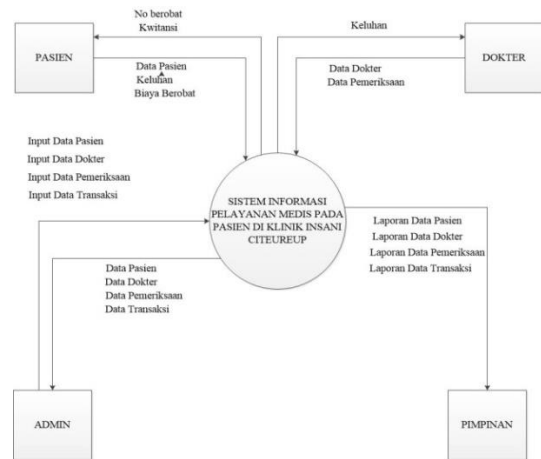 No berobat
Kwitansi
PASIEN
Data Pasien
Keluhan
Biaya Berobat
Keluhan
DOKTER
Data Dokter
Data Pemeriksaan
Input Data Pasien
Input Data Dokter
Input Data Pemeriksaan
Input Data Transaksi
SISTEM INFORMASI
PELAYANAN MEDIS PADA
PASIEN DI KLINIK INSANI
CITEUREUP
Laporan Data Pasien
Laporan Data Dokter
Laporan Data Pemeriksaan
Laporan Data Transaksi
Data Pasien
Data Dokter
Data Pemeriksaan
Data Transaksi
ADMIN
PIMPINAN